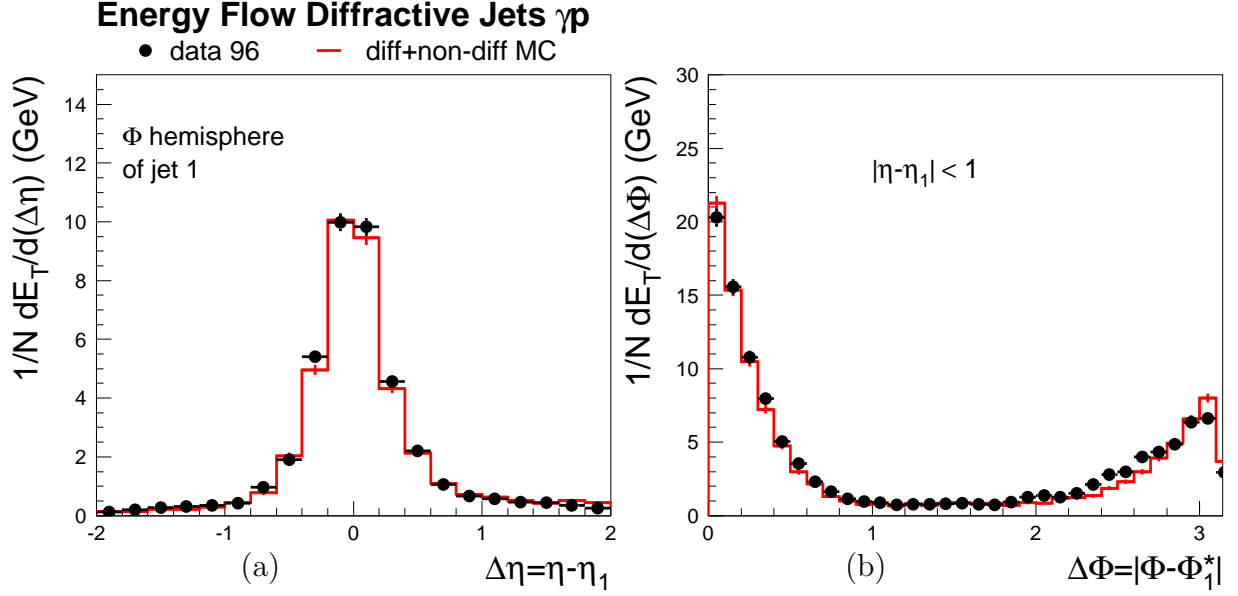 Energy Flow Diffractive Jets γp
data 96
diff+non-diff MC
1/N dE_T/d(Δη) (GeV)
14
12
10
8
6
4
2
0
Φ hemisphere
of jet 1
-2 -1 0 1 2
(a)
Δη=η-η_1
1/N dE_T/d(ΔΦ) (GeV)
30
25
20
15
10
5
0
|η-η_1| < 1
0 1 2 3
(b)
ΔΦ=|Φ-Φ_1^*|